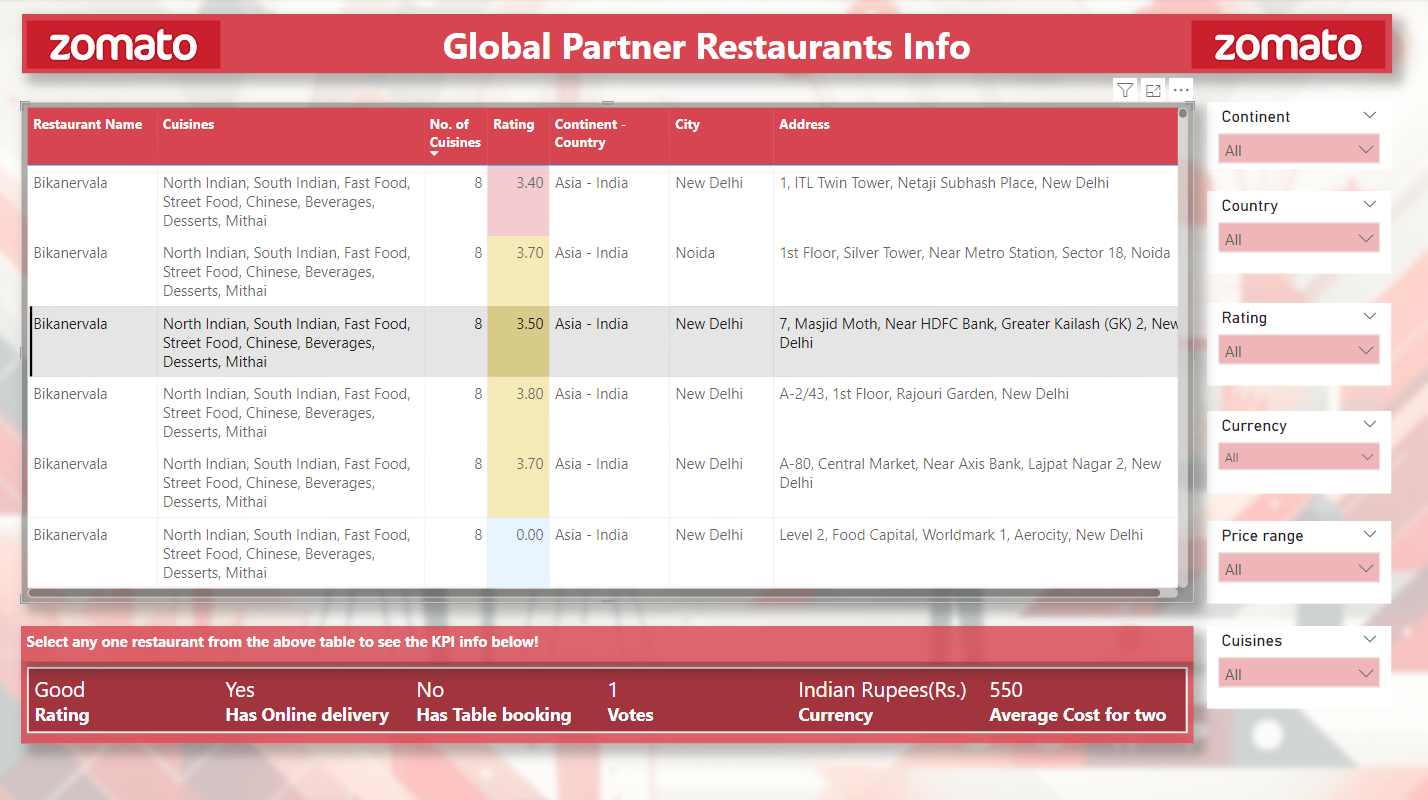 zomato
Global Partner Restaurants Info
zomato
Restaurant Name Cuisines No. of Cuisines Rating Continent - Country City Address
Bikanervala North Indian, South Indian, Fast Food, 8 3.40 Asia - India New Delhi 1, ITL Twin Tower, Netaji Subhash Place, New Delhi
Street Food, Chinese, Beverages,
Desserts, Mithai
Bikanervala North Indian, South Indian, Fast Food, 8 3.70 Asia - India Noida 1st Floor, Silver Tower, Near Metro Station, Sector 18, Noida
Street Food, Chinese, Beverages,
Desserts, Mithai
Bikanervala North Indian, South Indian, Fast Food, 8 3.50 Asia - India New Delhi 7, Masjid Moth, Near HDFC Bank, Greater Kailash (GK) 2, New
Street Food, Chinese, Beverages, Delhi
Desserts, Mithai
Bikanervala North Indian, South Indian, Fast Food, 8 3.80 Asia - India New Delhi A-2/43, 1st Floor, Rajouri Garden, New Delhi
Street Food, Chinese, Beverages,
Desserts, Mithai
Bikanervala North Indian, South Indian, Fast Food, 8 3.70 Asia - India New Delhi A-80, Central Market, Near Axis Bank, Lajpat Nagar 2, New
Street Food, Chinese, Beverages, Delhi
Desserts, Mithai
Bikanervala North Indian, South Indian, Fast Food, 8 0.00 Asia - India New Delhi Level 2, Food Capital, Worldmark 1, Aerocity, New Delhi
Street Food, Chinese, Beverages,
Desserts, Mithai
Continent
All
Country
All
Rating
All
Currency
All
Price range
All
Cuisines
All
Select any one restaurant from the above table to see the KPI info below!
Good Yes No 1 Indian Rupees(Rs.) 550
Rating Has Online delivery Has Table booking Votes Currency Average Cost for two